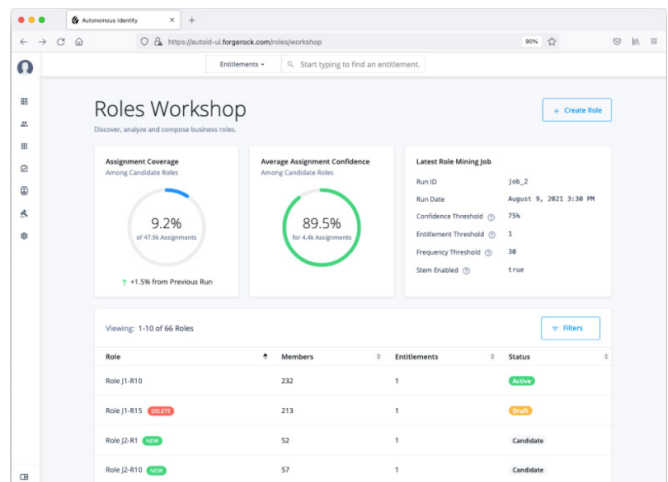 Autonomous Identity
https://autoid-ui.forgerock.com/roles/workshop
90%
Entitlements
Start typing to find an entitlement.
Roles Workshop
Discover, analyze and compose business roles.
+ Create Role
Assignment Coverage
Among Candidate Roles
9.2%
of 47.9k Assignments
+1.5% from Previous Run
Average Assignment Confidence
Among Candidate Roles
89.5%
for 4.4k Assignments
Latest Role Mining Job
Run ID job_2
Run Date August 9, 2021 3:30 PM
Confidence Threshold 75%
Entitlement Threshold 1
Frequency Threshold 30
Stem Enabled true
Viewing: 1-10 of 66 Roles
Filters
Role Members Entitlements Status
Role J1-R10 232 1 Active
Role J1-R15 DELETE 213 1 Draft
Role J2-R1 NEW 52 1 Candidate
Role J2-R10 NEW 57 1 Candidate